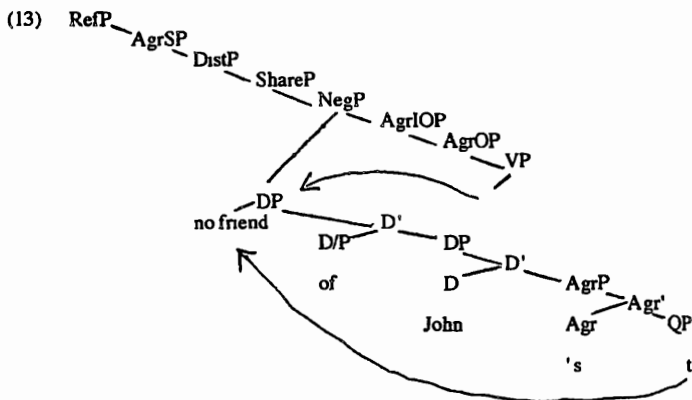 (13) RefP
AgrSP
DistP
ShareP
NegP
AgrIOP
AgrOP
VP
DP
no friend D'
D/P DP
D'
of D AgrP
Agr'
John Agr QP
's t